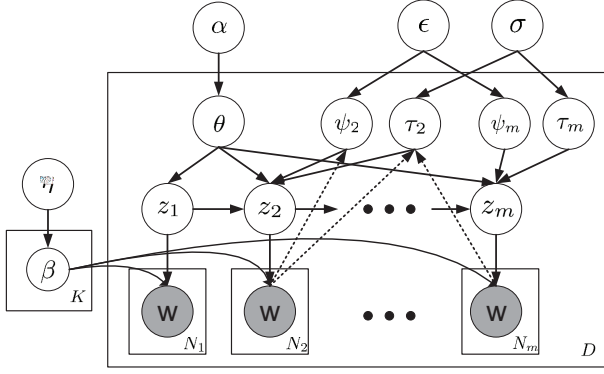 α ϵ σ
θ ψ₂ τ₂ ψₘ τₘ
z₁ z₂ • • • zₘ
β K
w N₁ w N₂ • • • w Nₘ
D